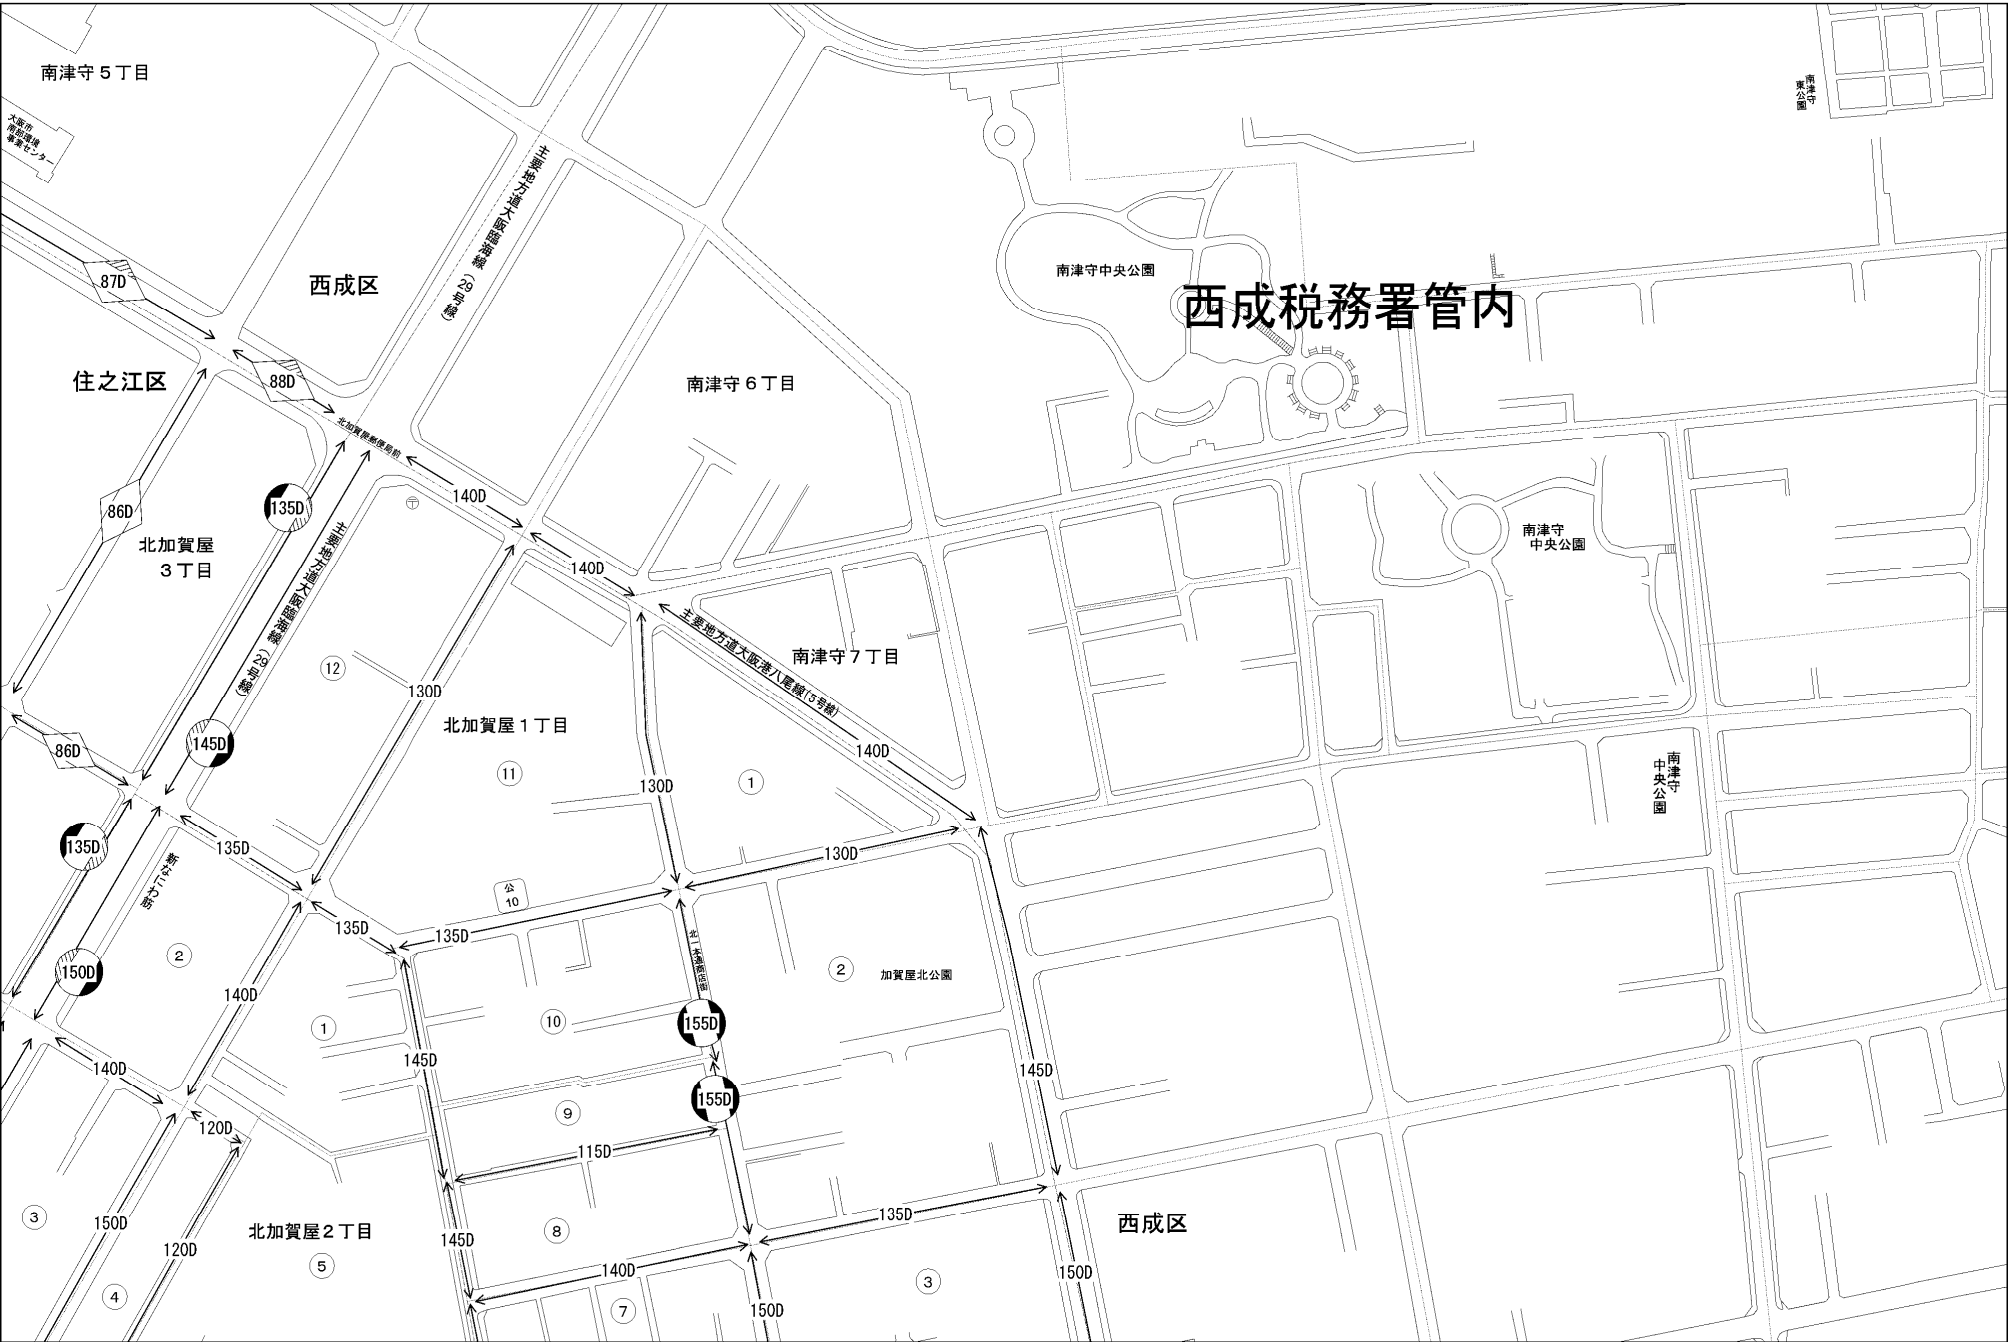 南津守５丁目
大阪市
南部環境
事業センター
南津守
東公園
主要地方道大阪臨海線（29号線）
87D
西成区
南津守中央公園
西成税務署管内
住之江区
88D
南津守６丁目
北加賀屋郵便局前
86D
135D
140D
北加賀屋
３丁目
主要地方道大阪臨海線（29号線）
140D
南津守
中央公園
主要地方道大阪港八尾線（5号線）
南津守７丁目
12
130D
北加賀屋１丁目
86D
145D
140D
11
130D
1
南津守
中央公園
135D
135D
130D
新なにわ筋
公
10
135D
135D
2
150D
140D
北一本通商店街
2
加賀屋北公園
1
10
155D
145D
140D
145D
155D
9
120D
115D
3
150D
北加賀屋２丁目
120D
5
145D
8
135D
西成区
140D
150D
4
7
150D
3